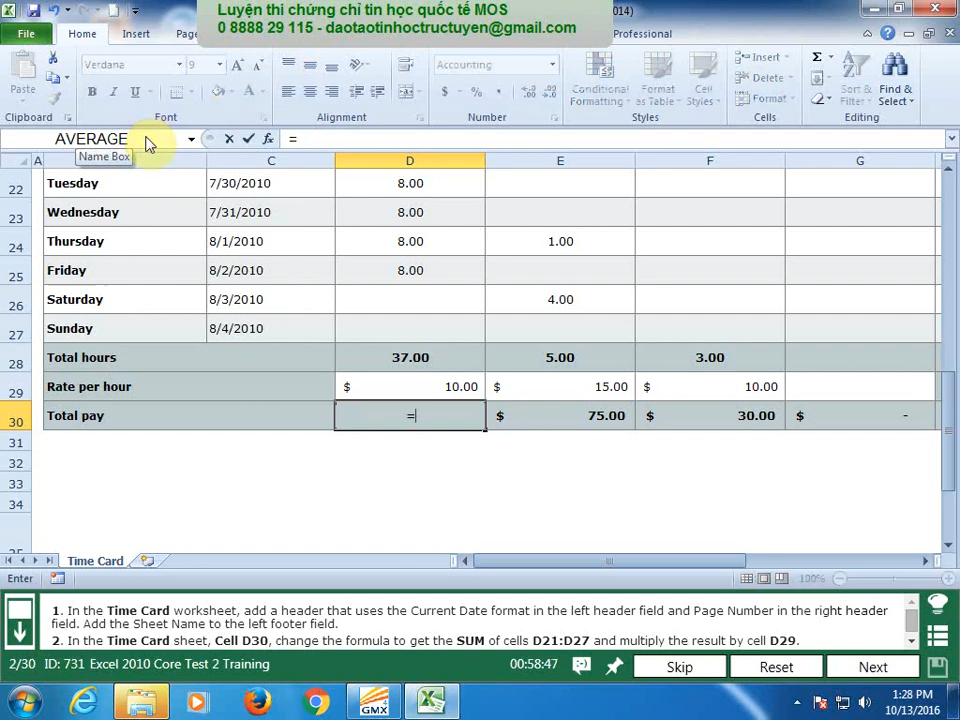 Luyện thi chứng chỉ tin học quốc tế MOS
0 8888 29 115 - daotaotinhoctructuyen@gmail.com
014)
File Home Insert Pag Professional
Paste
Clipboard
Verdana 9
B I U A
Font
Alignment
Accounting
$ % ,
Number
Conditional Formatting
Format as Table
Cell Styles
Styles
Insert
Delete
Format
Cells
Σ
Sort & Filter
Find & Select
Editing
AVERAGE fx =
Name Box
A C D E F G
22 Tuesday 7/30/2010 8.00
23 Wednesday 7/31/2010 8.00
24 Thursday 8/1/2010 8.00 1.00
25 Friday 8/2/2010 8.00
26 Saturday 8/3/2010 4.00
27 Sunday 8/4/2010
28 Total hours 37.00 5.00 3.00
29 Rate per hour $ 10.00 $ 15.00 $ 10.00
30 Total pay = $ 75.00 $ 30.00 $ -
31
32
33
34
35
Time Card
Enter 100%
1. In the Time Card worksheet, add a header that uses the Current Date format in the left header field and Page Number in the right header
field. Add the Sheet Name to the left footer field.
2. In the Time Card sheet, Cell D30, change the formula to get the SUM of cells D21:D27 and multiply the result by cell D29.
2/30 ID: 731 Excel 2010 Core Test 2 Training 00:58:47 Skip Reset Next
GMX
1:28 PM
10/13/2016